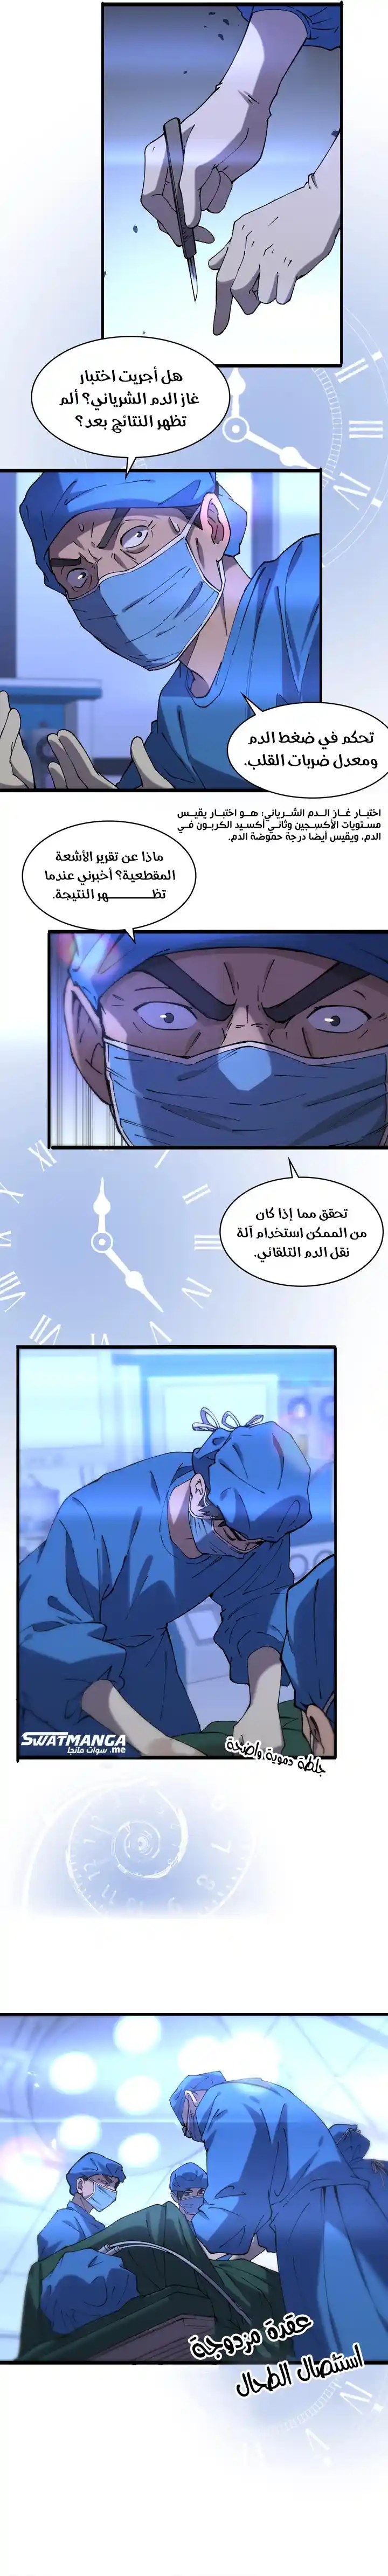 هل أجريت اختبار
غاز الدم الشرياني؟ ألم
تظهر النتائج بعد؟
تحكم في ضغط الدم
ومعدل ضربات القلب.
اختبار غاز الدم الشرياني: هو اختبار يقيس
مستويات الأكسجين وثاني أكسيد الكربون في
الدم، ويقيس أيضا درجة حموضة الدم.
ماذا عن تقرير الأشعة
المقطعية؟ أخبرني عندما
تظـــــــهر النتيجة.
تحقق مما إذا كان
من الممكن استخدام آلة
نقل الدم التلقائي.
SWATMANGA
سوات مانجا .me
جلطة دموية واضحة
عقدة مزدوجة
استئصال الطحال